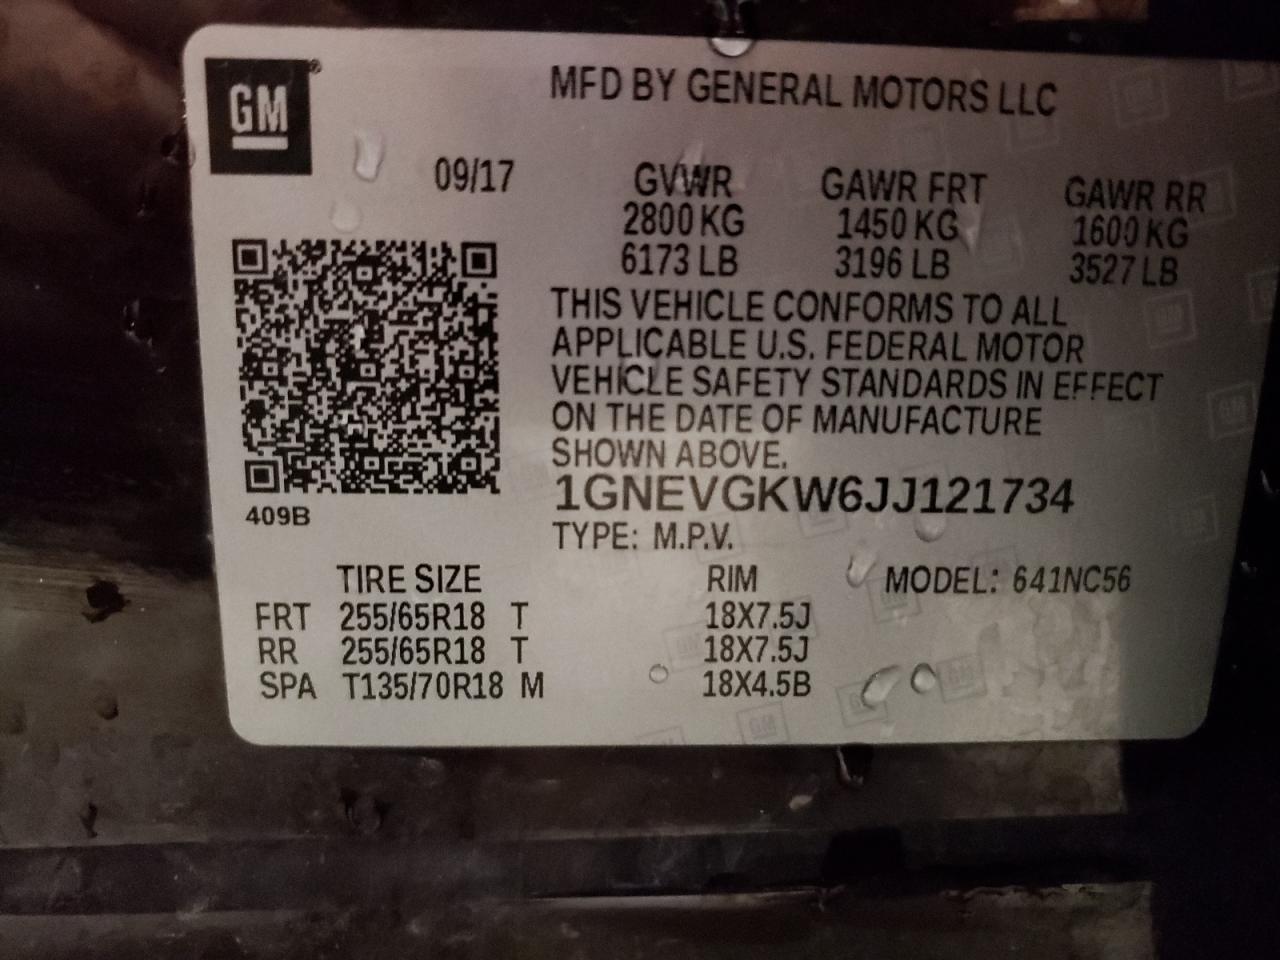 GM
MFD BY GENERAL MOTORS LLC
09/17
GVWR GAWR FRT GAWR RR
2800 KG 1450 KG 1600 KG
6173 LB 3196 LB 3527 LB
THIS VEHICLE CONFORMS TO ALL
APPLICABLE U.S. FEDERAL MOTOR
VEHICLE SAFETY STANDARDS IN EFFECT
ON THE DATE OF MANUFACTURE
SHOWN ABOVE.
409B
1GNEVGKW6JJ121734
TYPE: M.P.V.
TIRE SIZE RIM MODEL: 641NC56
FRT 255/65R18 T 18X7.5J
RR 255/65R18 T 18X7.5J
SPA T135/70R18 M 18X4.5B